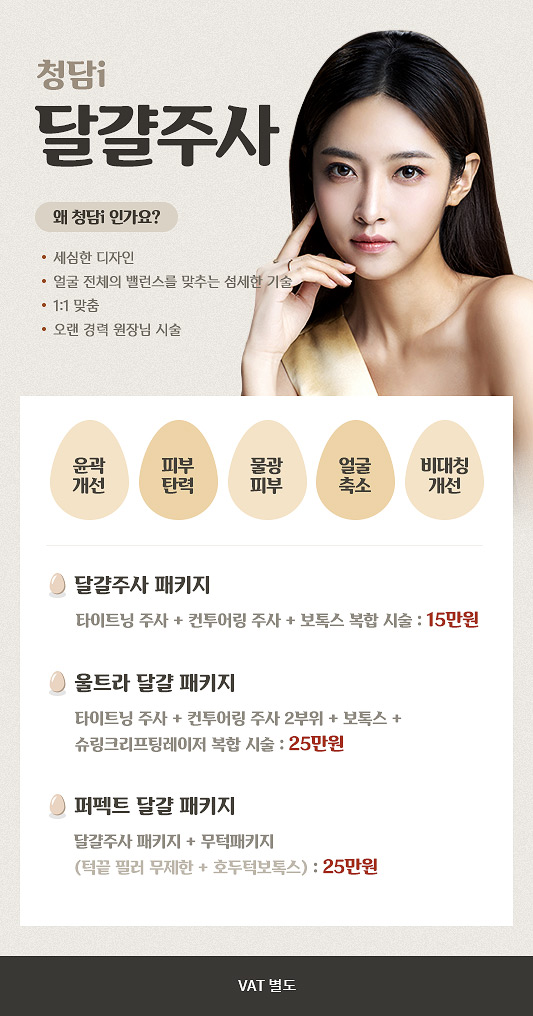 청담i
달걀주사
왜 청담i 인가요?
• 세심한 디자인
• 얼굴 전체의 밸런스를 맞추는 섬세한 기술
• 1:1 맞춤
• 오랜 경력 원장님 시술
윤곽
개선
피부
탄력
물광
피부
얼굴
축소
비대칭
개선
달걀주사 패키지
타이트닝 주사 + 컨투어링 주사 + 보톡스 복합 시술 : 15만원
울트라 달걀 패키지
타이트닝 주사 + 컨투어링 주사 2부위 + 보톡스 +
슈링크리프팅레이저 복합 시술 : 25만원
퍼펙트 달걀 패키지
달걀주사 패키지 + 무턱패키지
(턱끝 필러 무제한 + 호두턱보톡스) : 25만원
VAT 별도